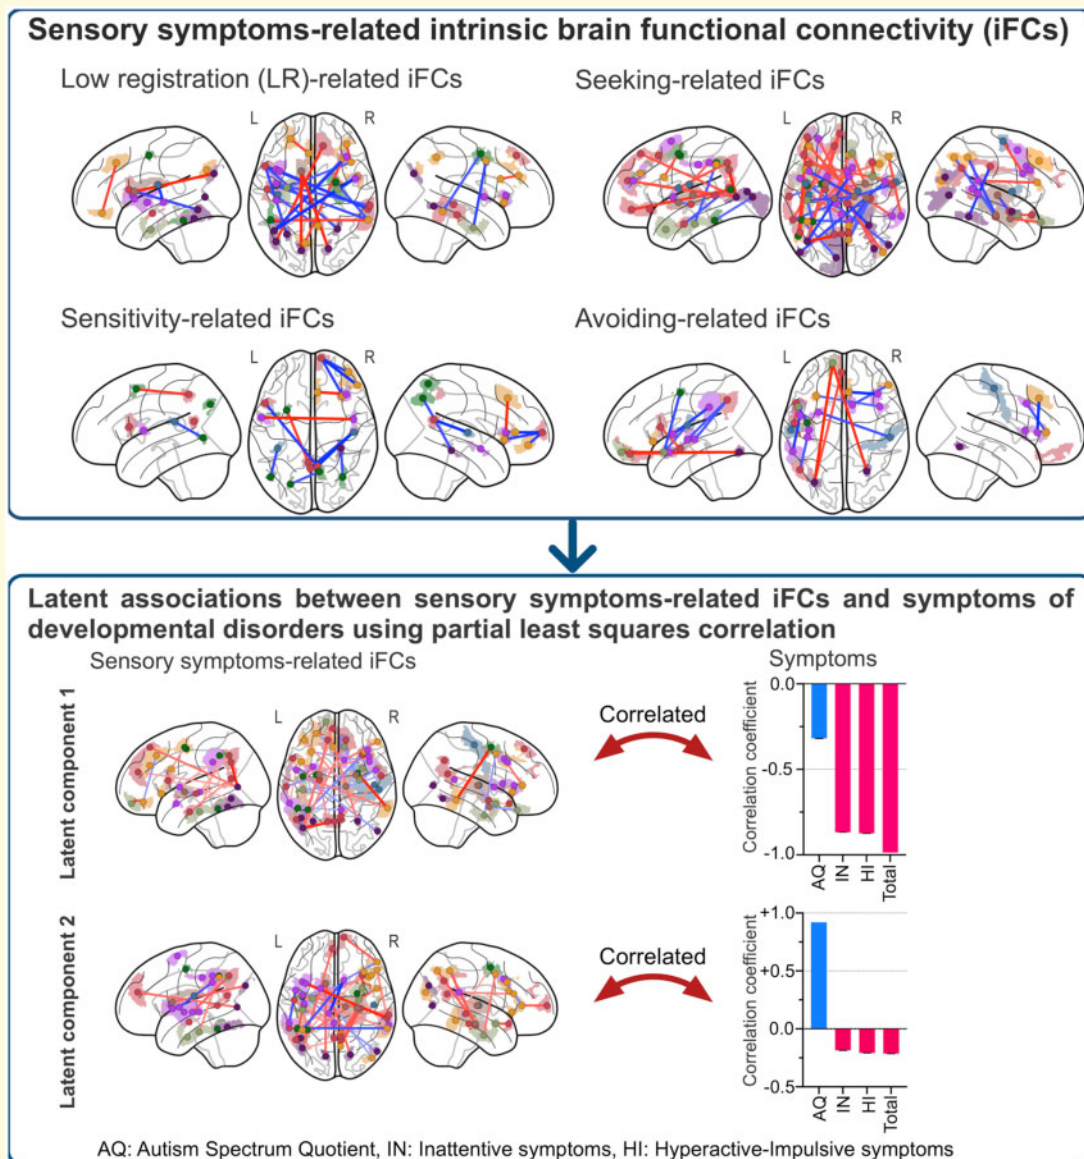 Sensory symptoms-related intrinsic brain functional connectivity (iFCs)
Low registration (LR)-related iFCs
Seeking-related iFCs
L R
L R
Sensitivity-related iFCs
Avoiding-related iFCs
L R
L R
Latent associations between sensory symptoms-related iFCs and symptoms of
developmental disorders using partial least squares correlation
Sensory symptoms-related iFCs
Symptoms
Latent component 1
L R
Correlated
Correlation coefficient
0.0
-0.5
-1.0
AQ
IN
HI
Total
Latent component 2
L R
Correlated
Correlation coefficient
+1.0
+0.5
0.0
-0.5
AQ
IN
HI
Total
AQ: Autism Spectrum Quotient, IN: Inattentive symptoms, HI: Hyperactive-Impulsive symptoms